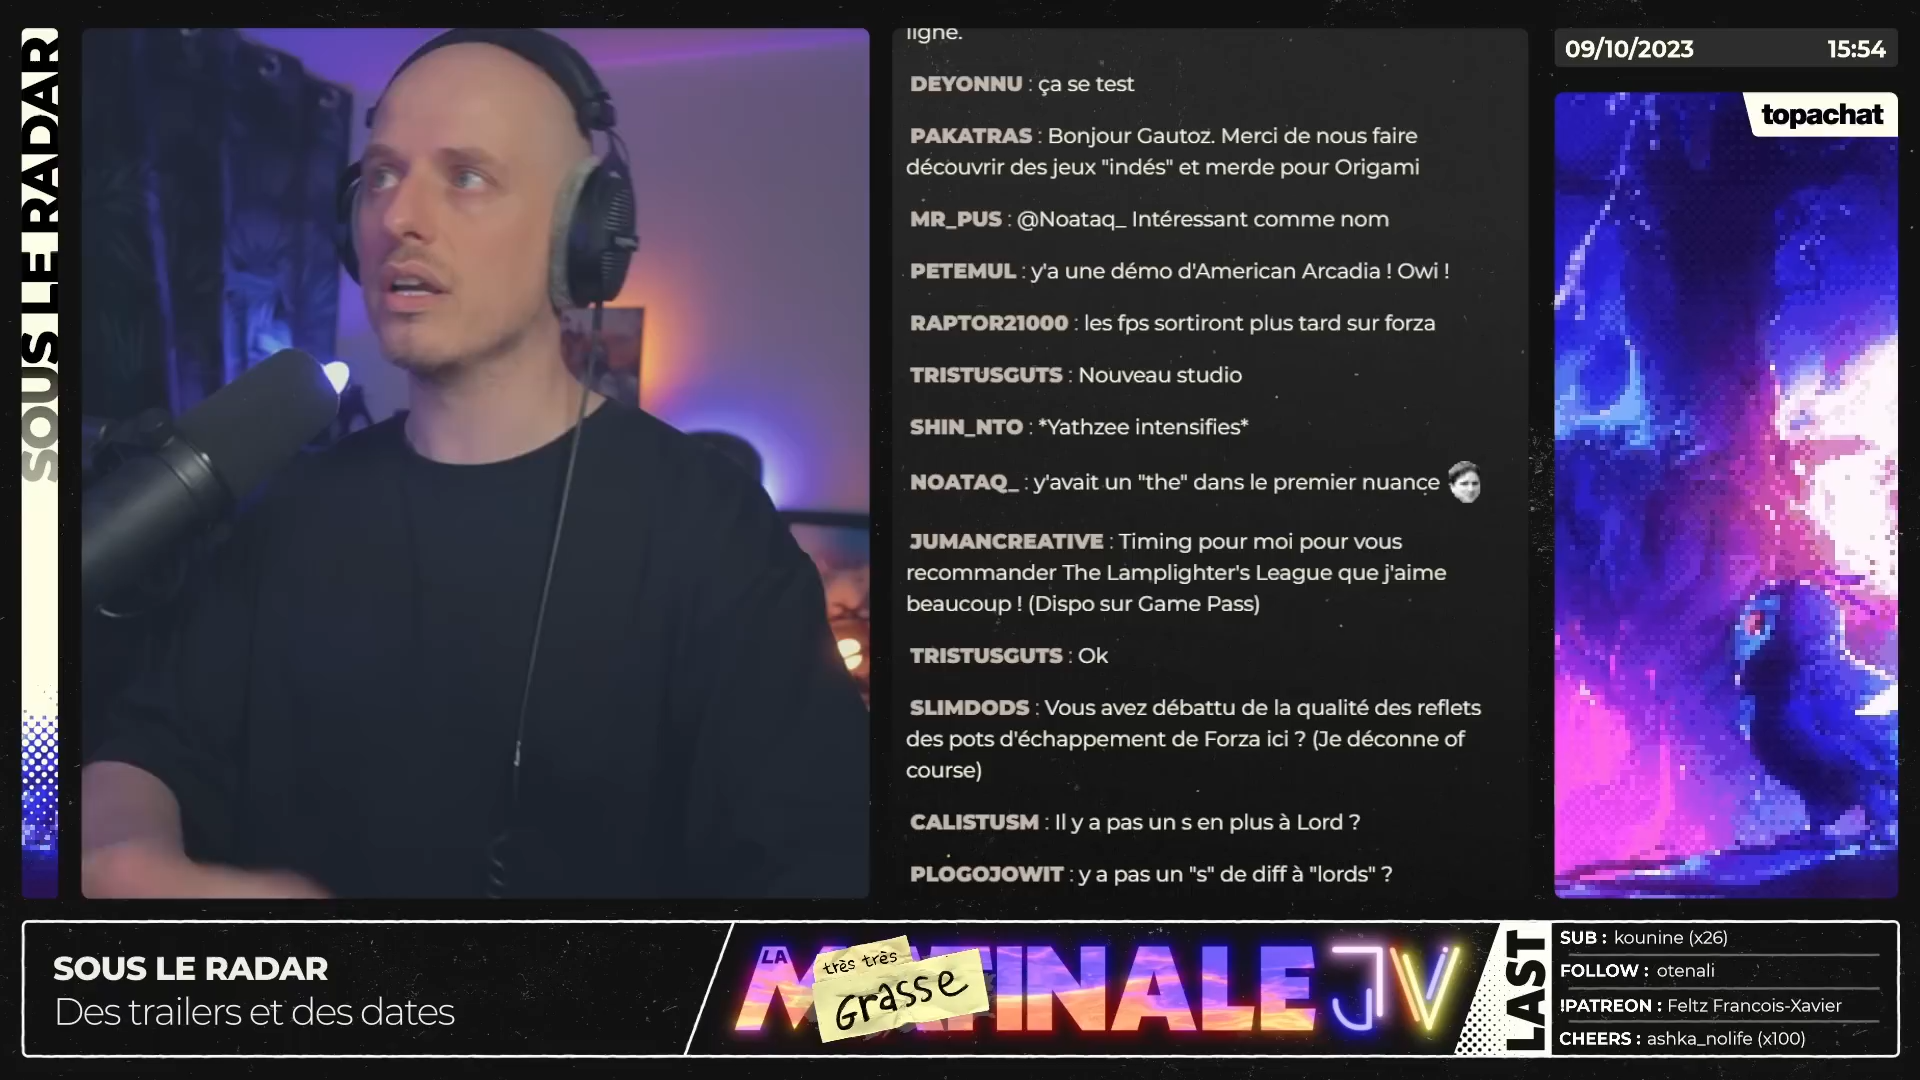 SOUS LE RADAR
ligne.
DEYONNU : ça se test
PAKATRAS : Bonjour Gautoz. Merci de nous faire
découvrir des jeux "indés" et merde pour Origami
MR_PUS : @Noataq_ Intéressant comme nom
PETEMUL : y'a une démo d'American Arcadia ! Owi !
RAPTOR21000 : les fps sortiront plus tard sur forza
TRISTUSGUTS : Nouveau studio
SHIN_NTO : *Yathzee intensifies*
NOATAQ_ : y'avait un "the" dans le premier nuance
JUMANCREATIVE : Timing pour moi pour vous
recommander The Lamplighter's League que j'aime
beaucoup ! (Dispo sur Game Pass)
TRISTUSGUTS : Ok
SLIMDODS : Vous avez débattu de la qualité des reflets
des pots d'échappement de Forza ici ? (Je déconne of
course)
CALISTUSM : Il y a pas un s en plus à Lord ?
PLOGOJOWIT : y a pas un "s" de diff à "lords" ?
09/10/2023 15:54
topachat
SOUS LE RADAR
Des trailers et des dates
LA MATINALE JV
très très
Grasse
LAST
SUB : kounine (x26)
FOLLOW : otenali
!PATREON : Feltz Francois-Xavier
CHEERS : ashka_nolife (x100)